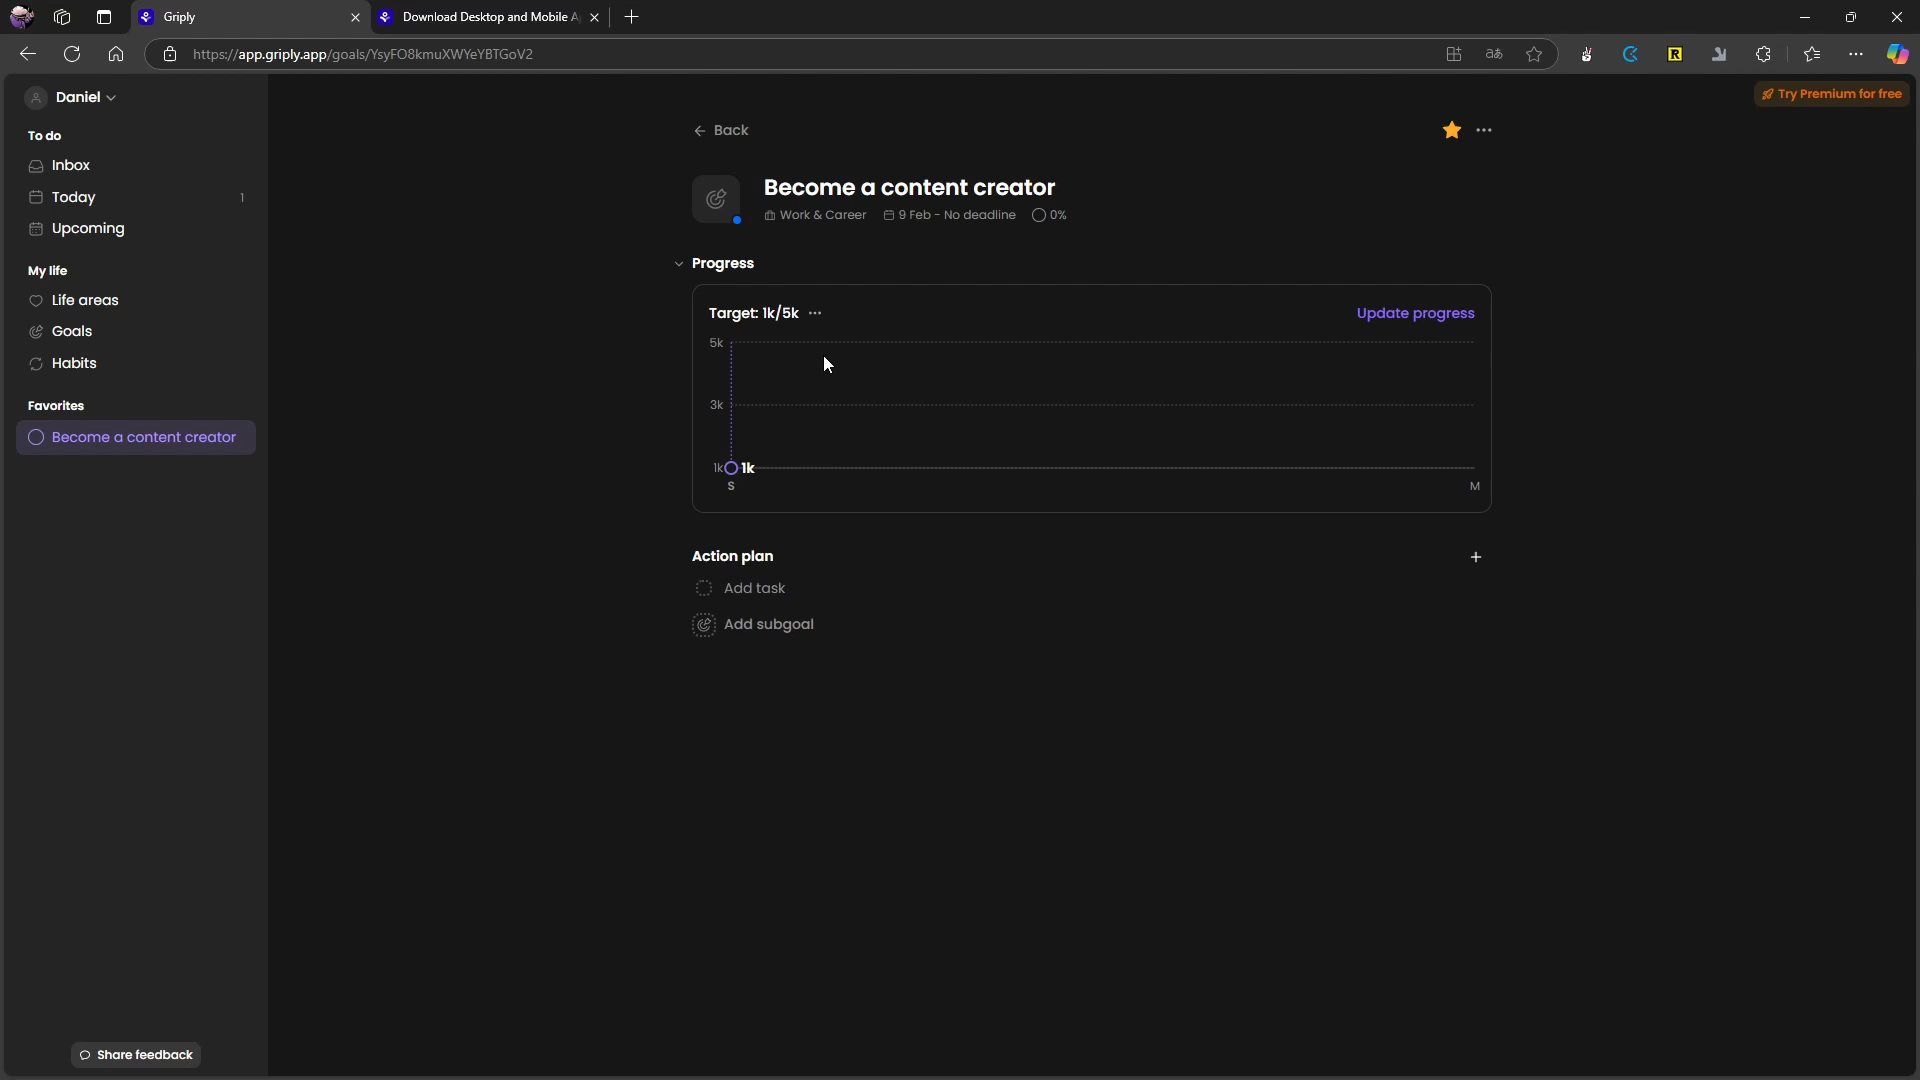 Griply
Download Desktop and Mobile A
https://app.griply.app/goals/YsyFO8kmuXWYeYBTGoV2
Daniel
Try Premium for free
To do
Inbox
Today 1
Upcoming
My life
Life areas
Goals
Habits
Favorites
Become a content creator
Share feedback
Back
Become a content creator
Work & Career 9 Feb - No deadline 0%
Progress
Target: 1k/5k ··· Update progress
5k
3k
1k 1k
S M
Action plan +
Add task
Add subgoal